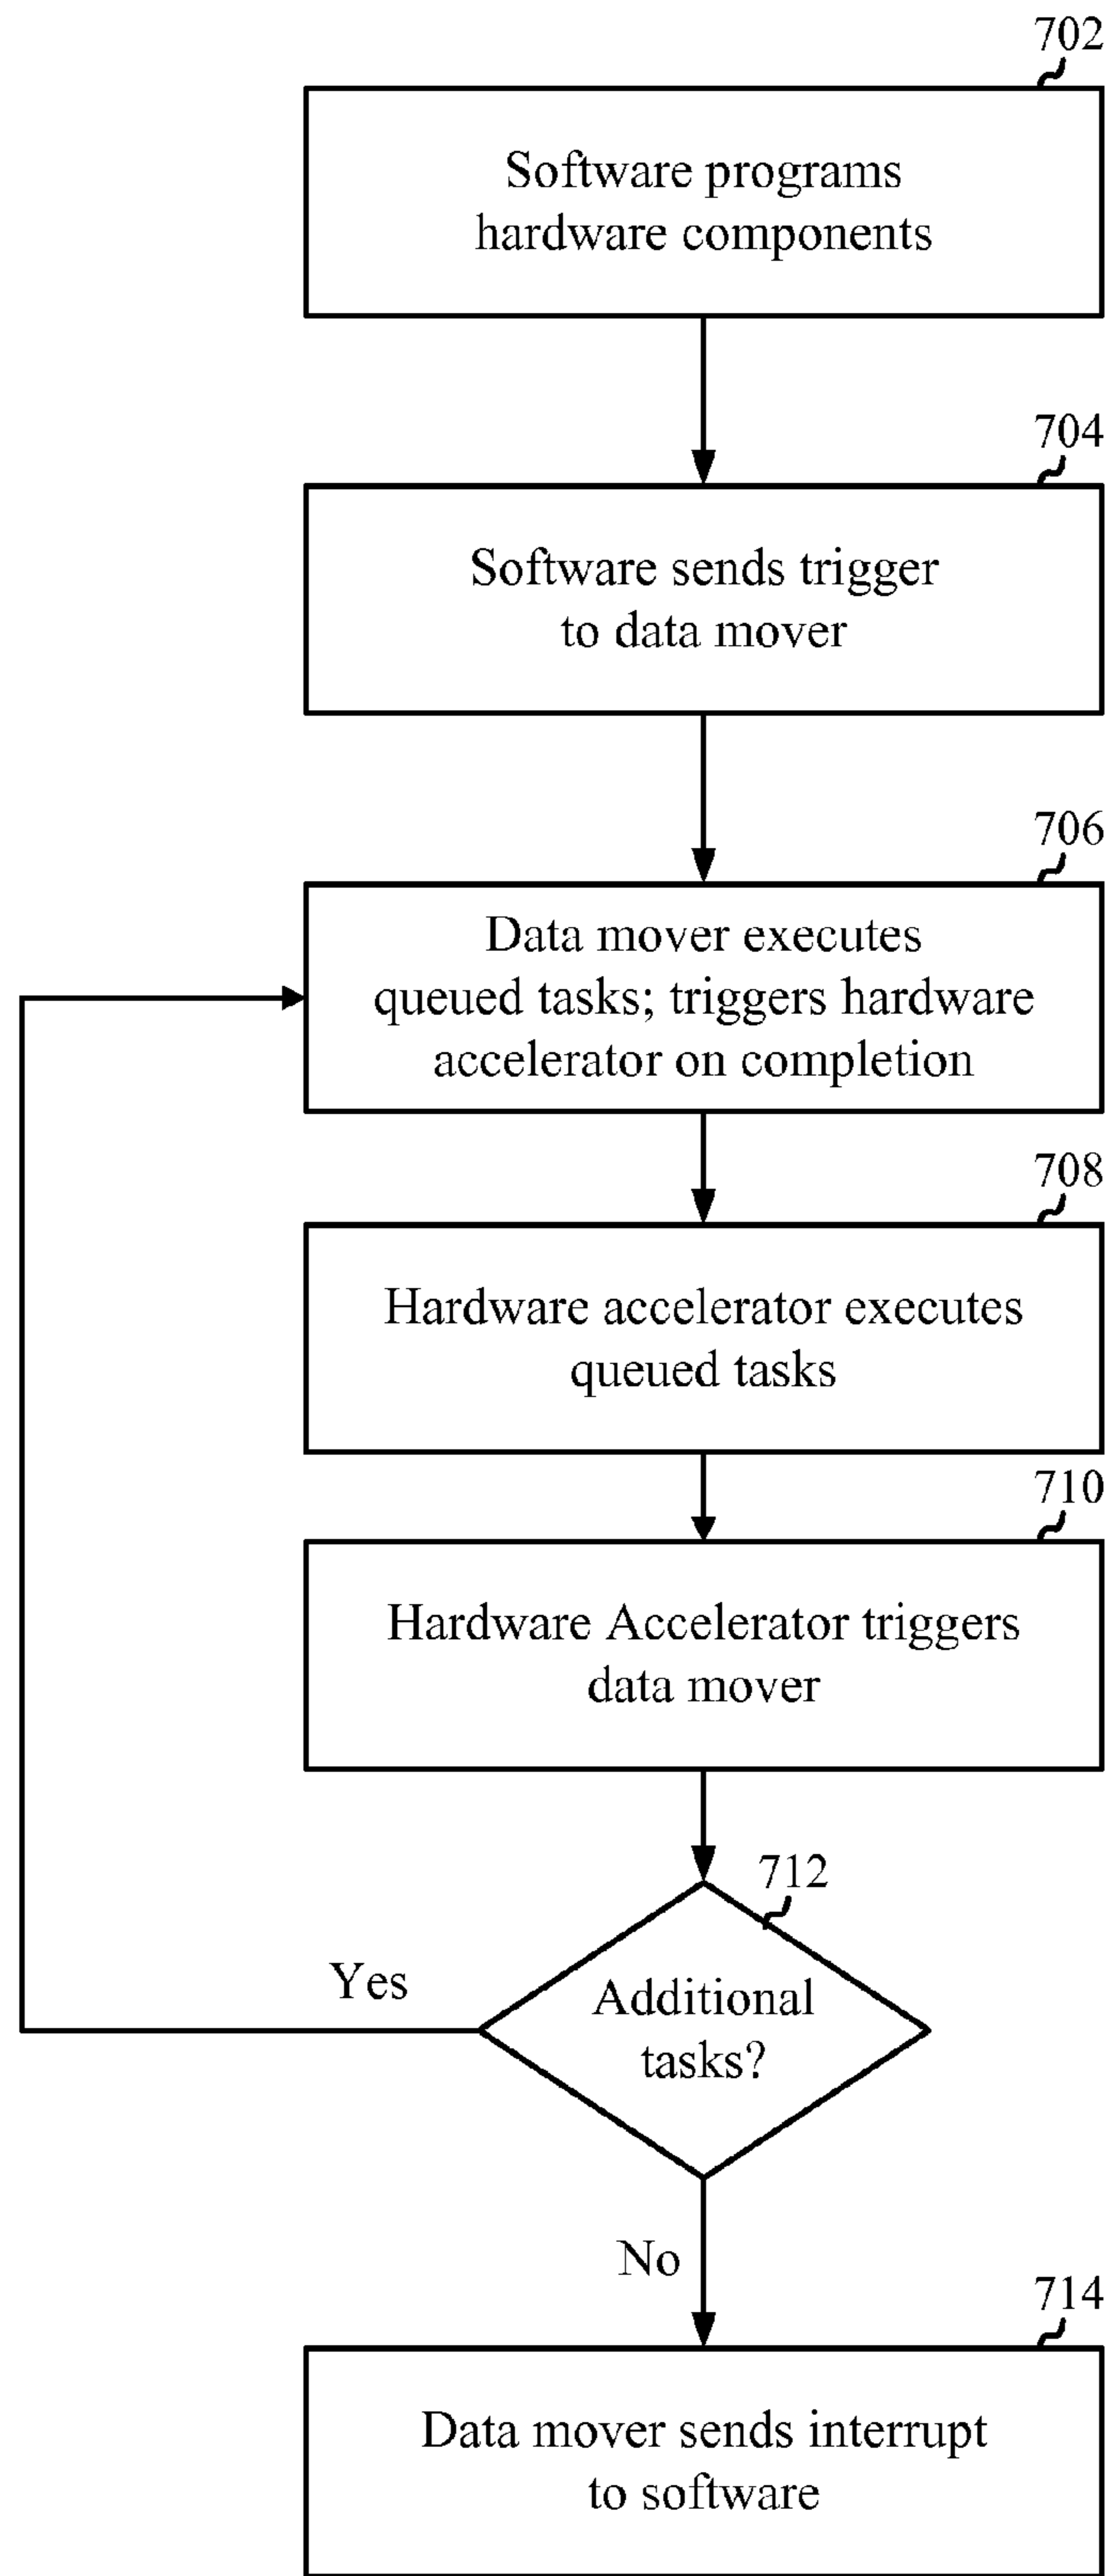 702
Software programs
hardware components
704
Software sends trigger
to data mover
706
Data mover executes
queued tasks; triggers hardware
accelerator on completion
708
Hardware accelerator executes
queued tasks
710
Hardware Accelerator triggers
data mover
712
Yes
Additional
tasks?
No
714
Data mover sends interrupt
to software